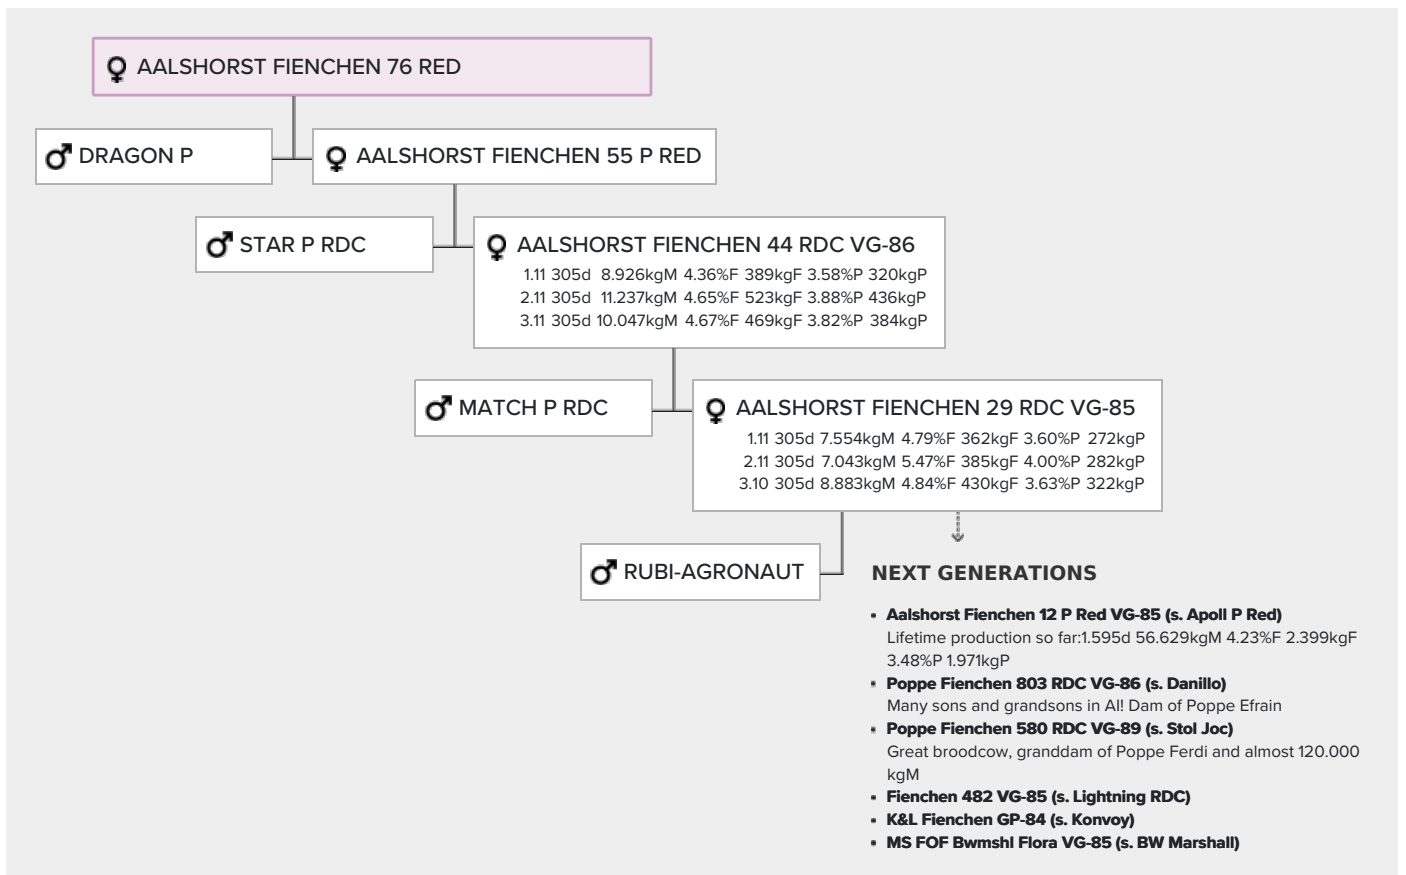 AALSHORST FIENCHEN 76 RED
DRAGON P
AALSHORST FIENCHEN 55 P RED
STAR P RDC
AALSHORST FIENCHEN 44 RDC VG-86
1.11 305d 8.926kgM 4.36%F 389kgF 3.58%P 320kgP
2.11 305d 11.237kgM 4.65%F 523kgF 3.88%P 436kgP
3.11 305d 10.047kgM 4.67%F 469kgF 3.82%P 384kgP
MATCH P RDC
AALSHORST FIENCHEN 29 RDC VG-85
1.11 305d 7.554kgM 4.79%F 362kgF 3.60%P 272kgP
2.11 305d 7.043kgM 5.47%F 385kgF 4.00%P 282kgP
3.10 305d 8.883kgM 4.84%F 430kgF 3.63%P 322kgP
RUBI-AGRONAUT
NEXT GENERATIONS
Aalshorst Fienchen 12 P Red VG-85 (s. Apoll P Red)
Lifetime production so far:1.595d 56.629kgM 4.23%F 2.399kgF
3.48%P 1.971kgP
Poppe Fienchen 803 RDC VG-86 (s. Danillo)
Many sons and grandsons in AI! Dam of Poppe Efrain
Poppe Fienchen 580 RDC VG-89 (s. Stol Joc)
Great broodcow, granddam of Poppe Ferdi and almost 120.000
kgM
Fienchen 482 VG-85 (s. Lightning RDC)
K&L Fienchen GP-84 (s. Konvoy)
MS FOF Bwmshl Flora VG-85 (s. BW Marshall)